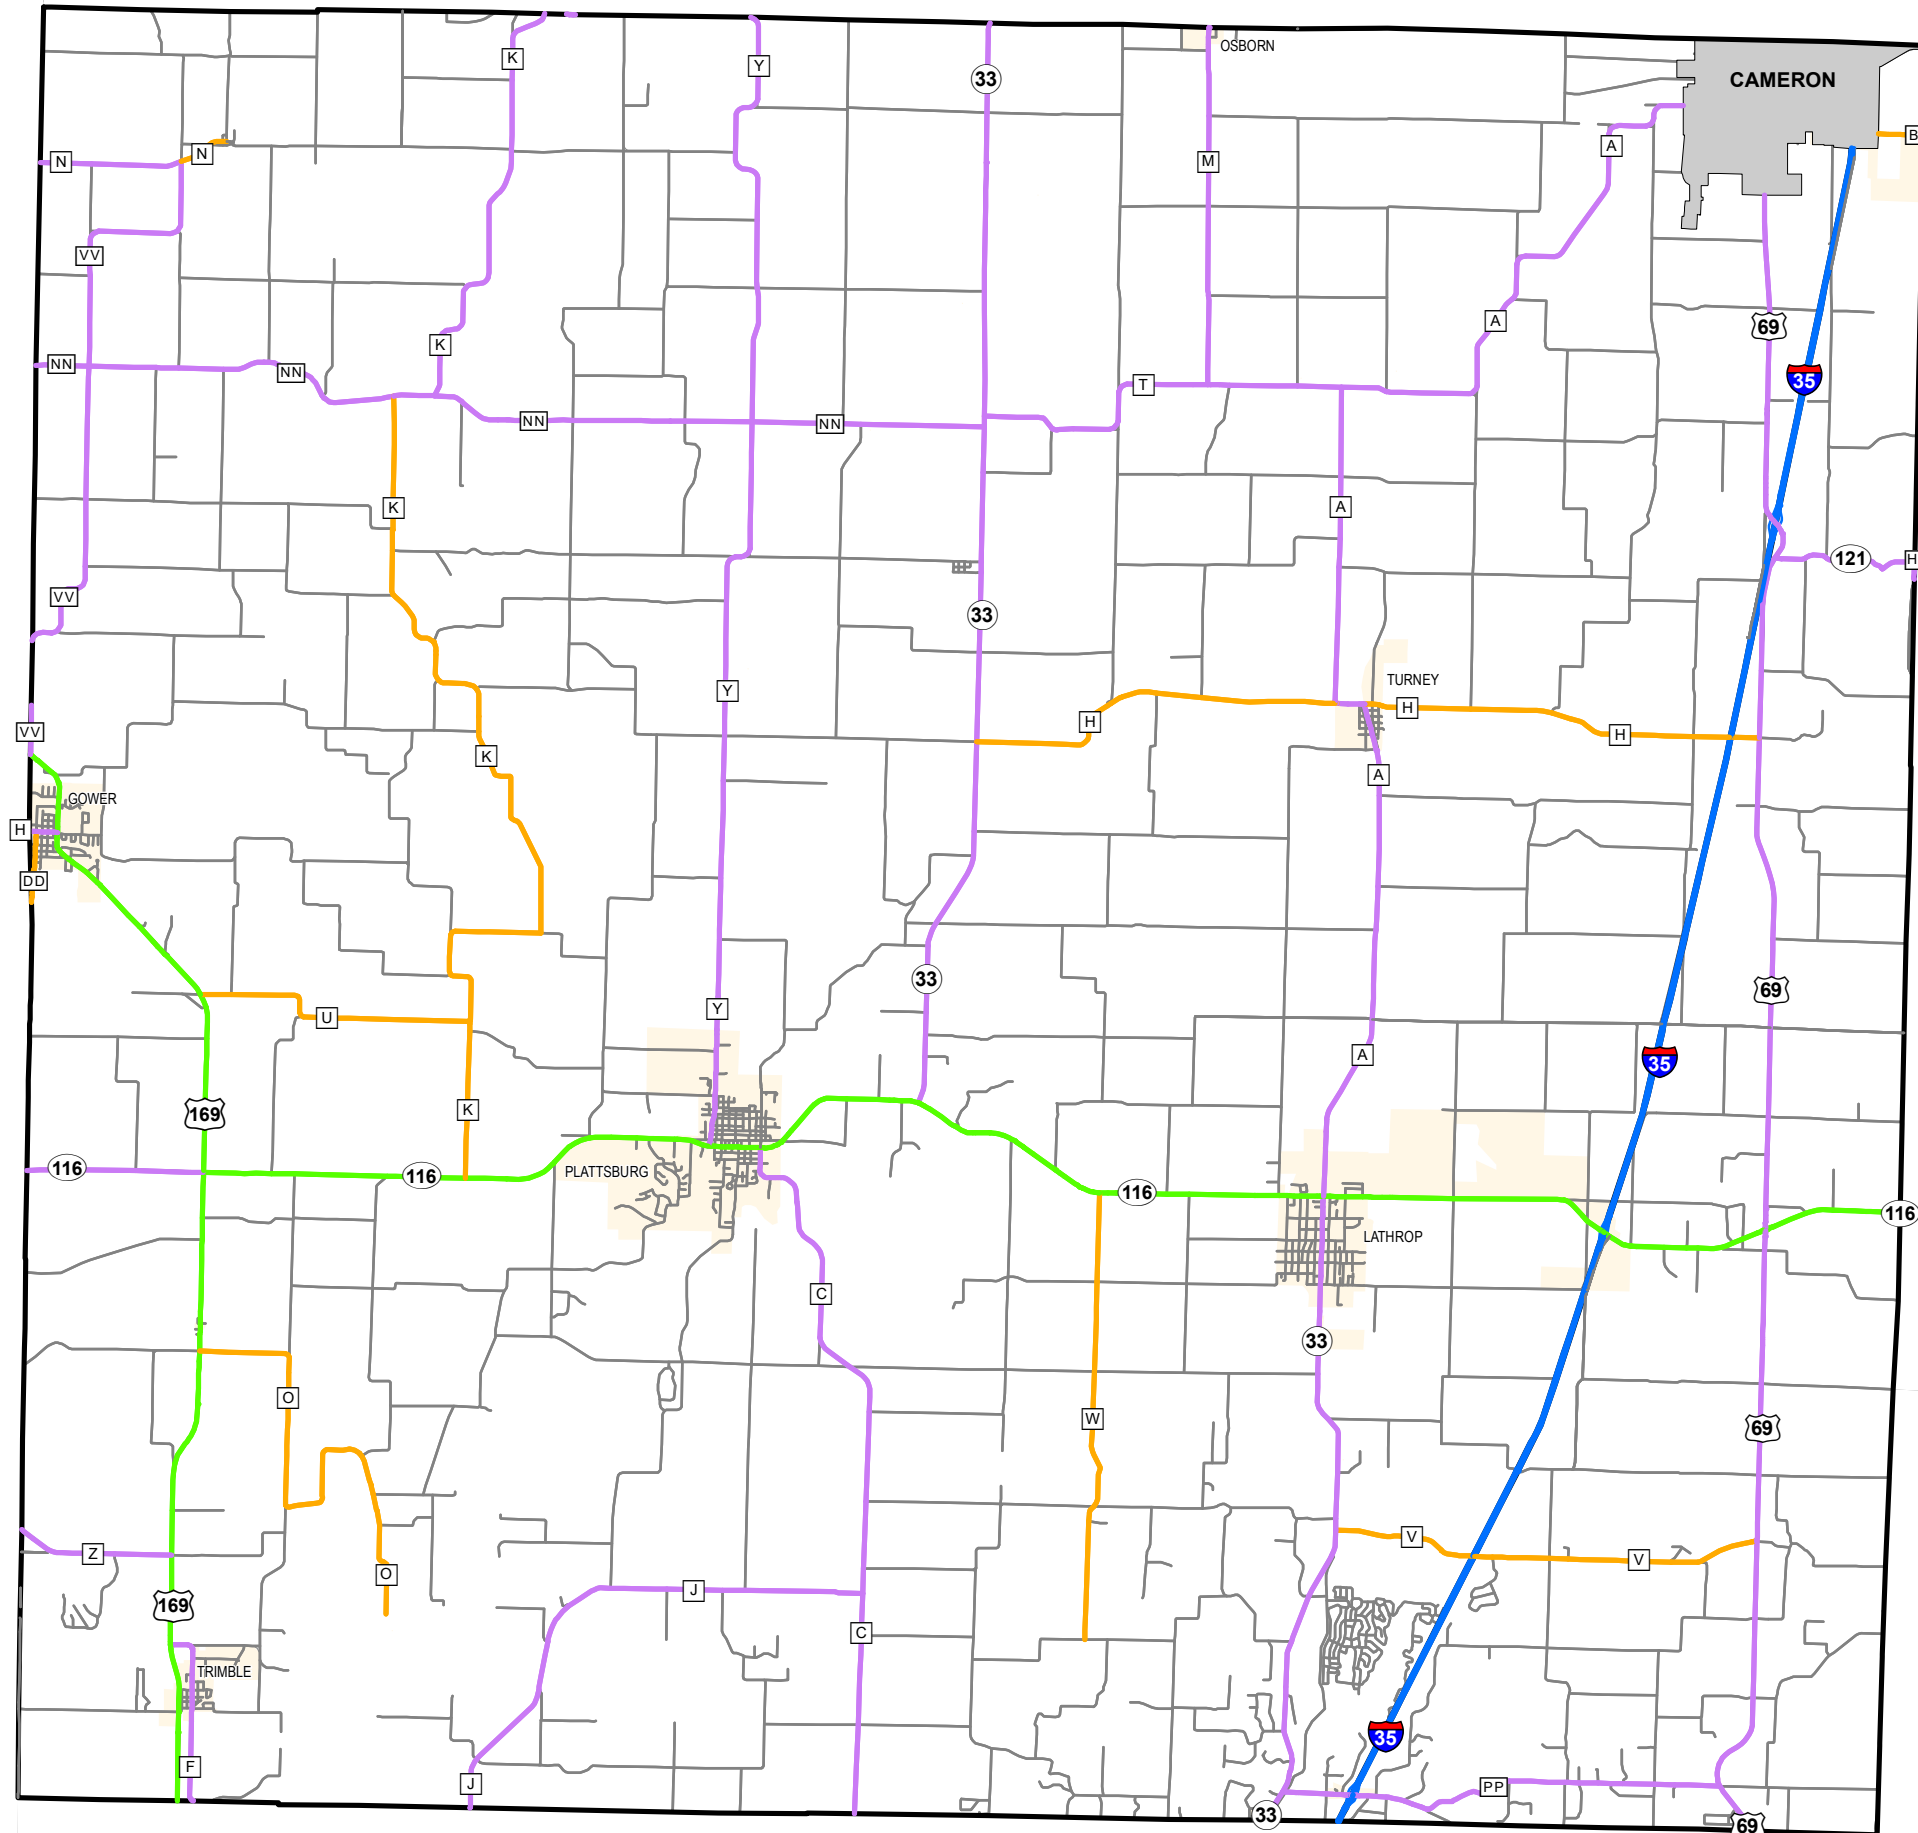 OSBORN
K
Y
33
CAMERON
B
A
N
N
M
VV
A
69
K
NN
NN
35
T
NN
NN
K
A
121
H
VV
33
TURNEY
Y
H
H
VV
H
K
A
GOWER
H
DD
33
69
Y
U
A
35
K
169
116
116
PLATTSBURG
116
116
LATHROP
C
33
O
W
69
V
Z
V
O
J
169
C
TRIMBLE
35
F
J
PP
33
69